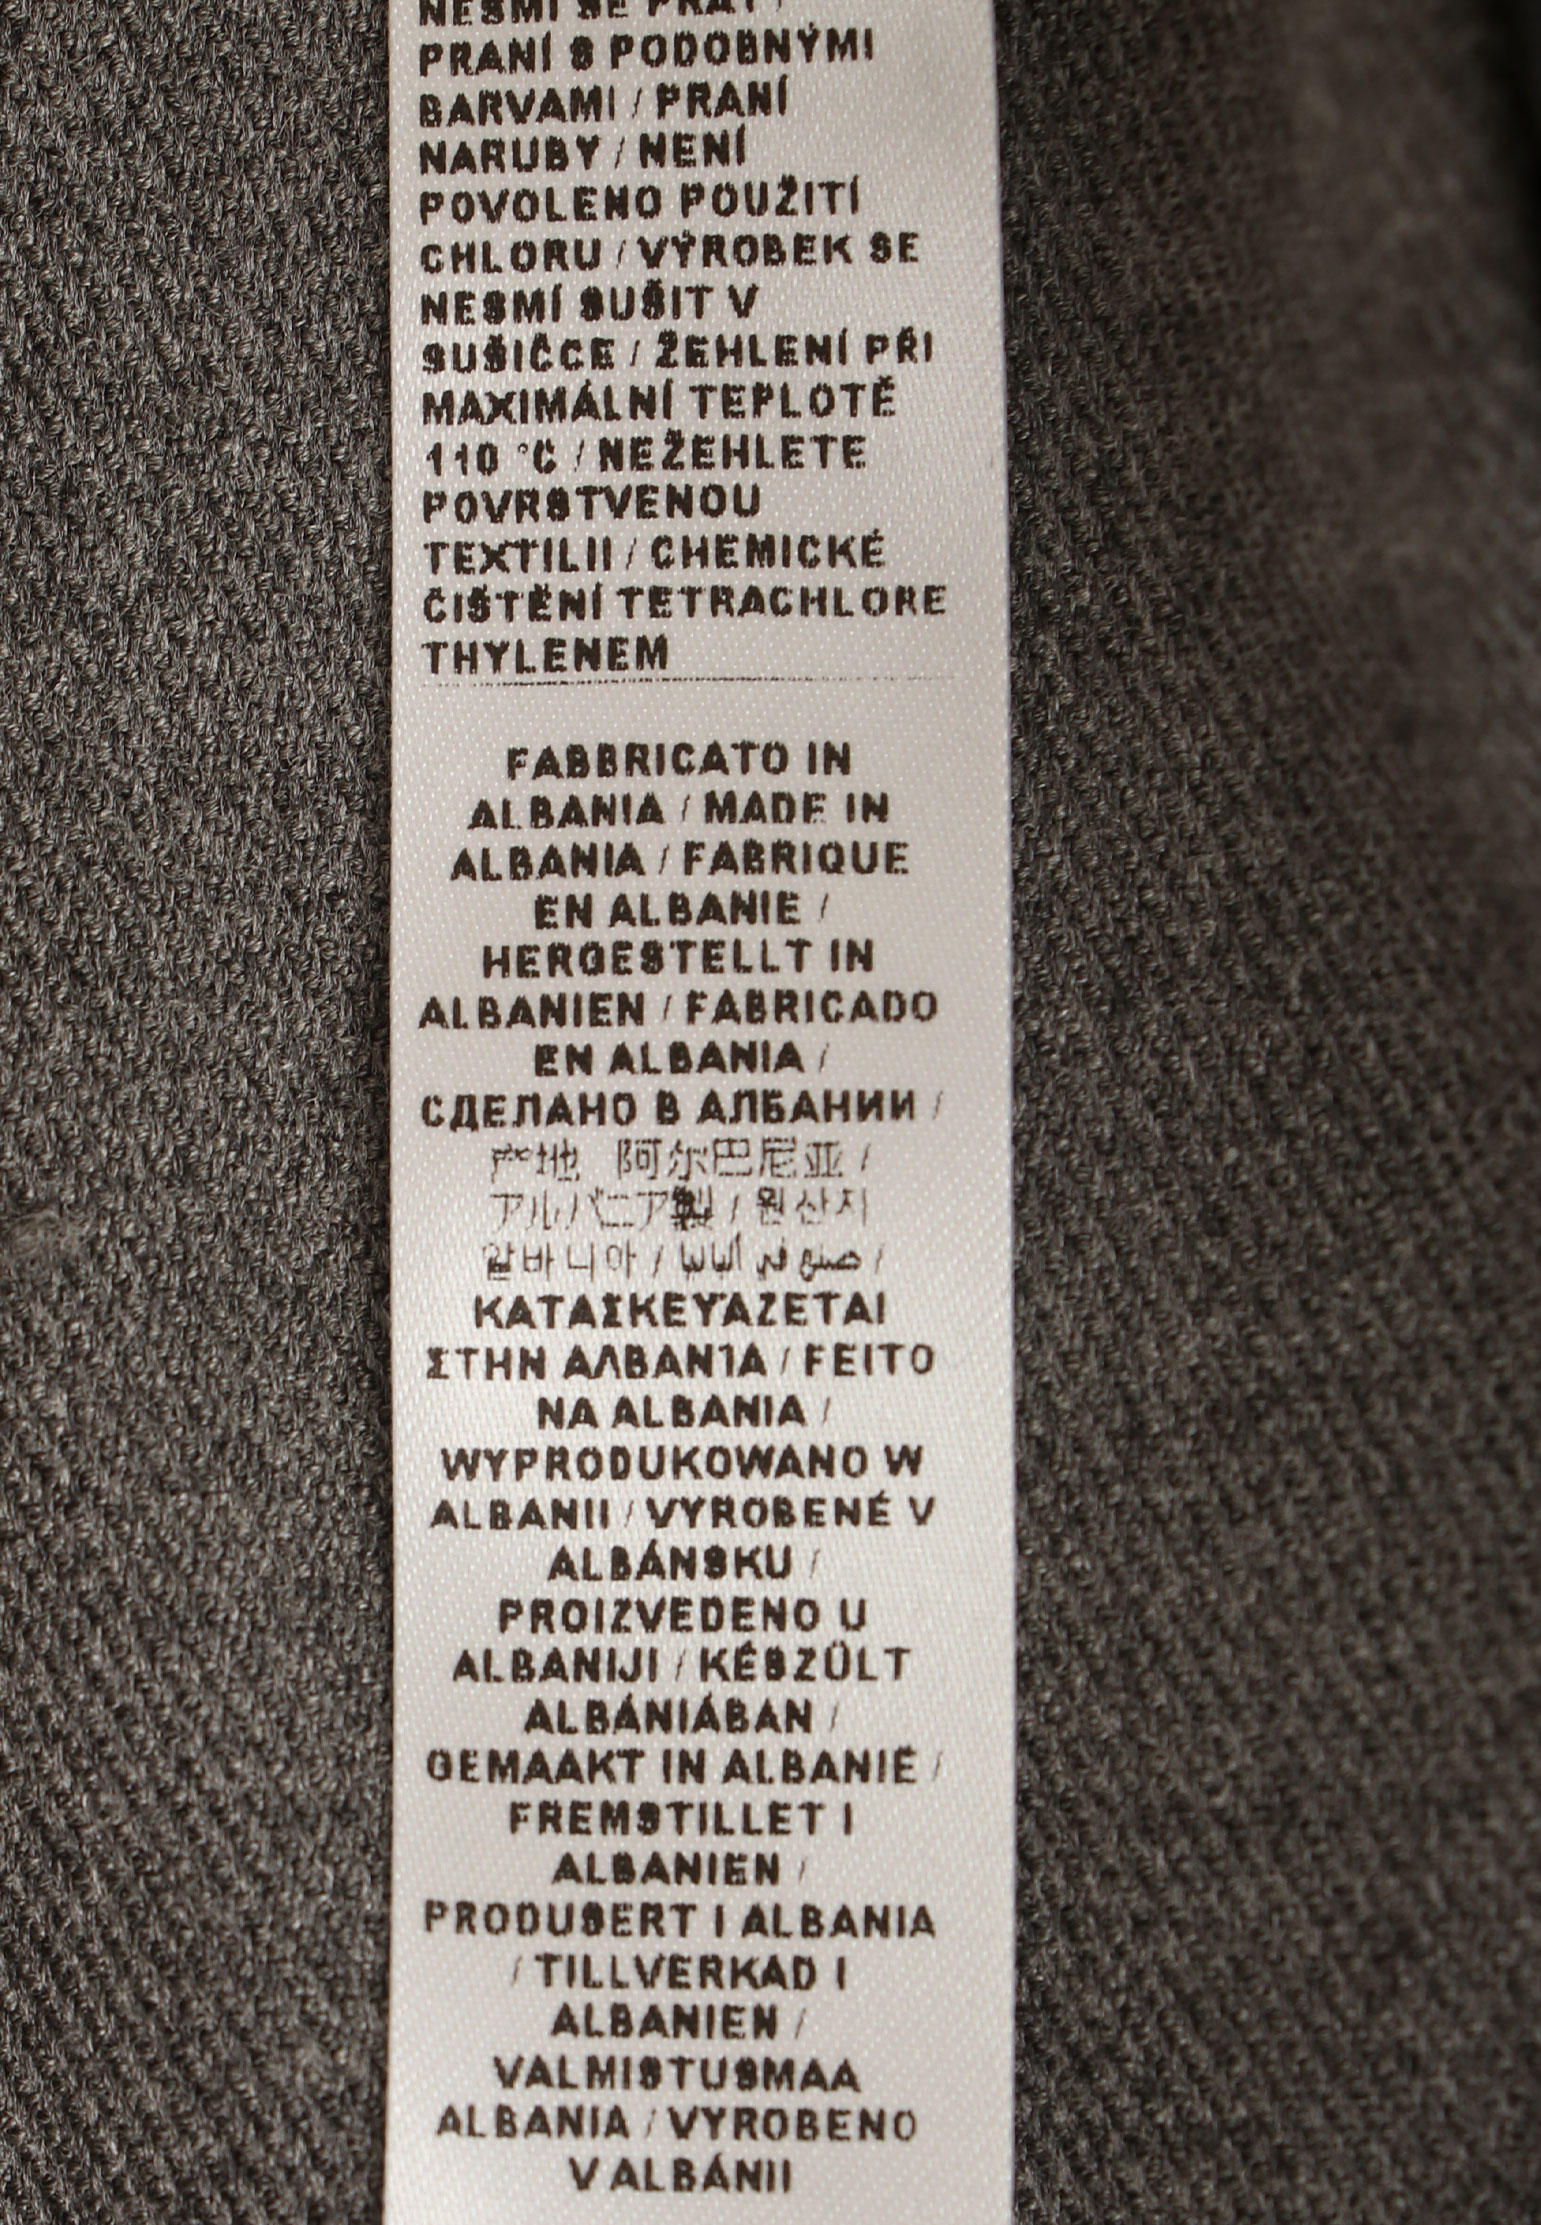 NESMÍ SE PRÁT /
PRANÍ S PODOBNÝMI
BARVAMI / PRANÍ
NARUBY / NENÍ
POVOLENO POUŽITÍ
CHLORU / VÝROBEK SE
NESMÍ SUŠIT V
SUŠIČCE / ŽEHLENÍ PŘI
MAXIMÁLNÍ TEPLOTĚ
110 °C / NEŽEHLETE
POVRSTVENOU
TEXTILII / CHEMICKÉ
ČIŠTĚNÍ TETRACHLORE
THYLENEM
FABBRICATO IN
ALBANIA / MADE IN
ALBANIA / FABRIQUE
EN ALBANIE /
HERGESTELLT IN
ALBANIEN / FABRICADO
EN ALBANIA /
СДЕЛАНО В АЛБАНИИ /
产地 阿尔巴尼亚 /
アルバニア製 / 원산지
알바니아 / صنع في ألبانيا /
ΚΑΤΑΣΚΕΥΑΖΕΤΑΙ
ΣΤΗΝ ΑΛΒΑΝΊΑ / FEITO
NA ALBANIA /
WYPRODUKOWANO W
ALBANII / VYROBENÉ V
ALBÁNSKU /
PROIZVEDENO U
ALBANIJI / KÉSZÜLT
ALBÁNIÁBAN /
GEMAAKT IN ALBANIË /
FREMSTILLET I
ALBANIEN /
PRODUSERT I ALBANIA
/ TILLVERKAD I
ALBANIEN /
VALMISTUSMAA
ALBANIA / VYROBENO
V ALBÁNII